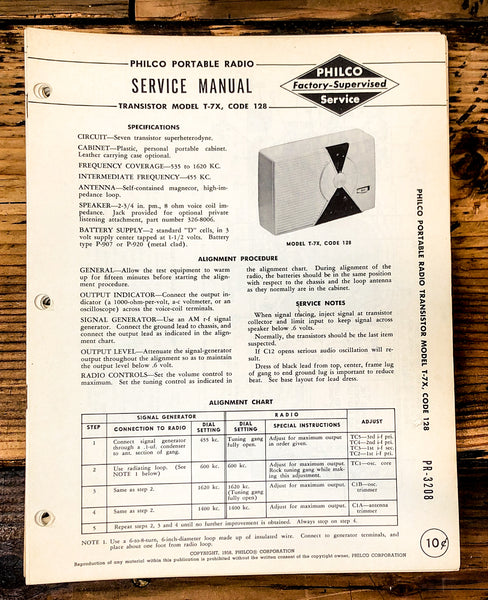 PHILCO PORTABLE RADIO
SERVICE MANUAL
TRANSISTOR MODEL T-7X, CODE 128
PHILCO
Factory-Supervised
Service
SPECIFICATIONS
CIRCUIT—Seven transistor superheterodyne.
CABINET—Plastic, personal portable cabinet.
Leather carrying case optional.
FREQUENCY COVERAGE—535 to 1620 KC.
INTERMEDIATE FREQUENCY—455 KC.
ANTENNA—Self-contained magnecor, high-im-
pedance loop.
SPEAKER—2-3/4 in. pm., 8 ohm voice coil im-
pedance. Jack provided for optional private
listening attachment, part number 326-8006.
BATTERY SUPPLY—2 standard "D" cells, in 3
volt supply center tapped at 1-1/2 volts. Battery
type P-907 or P-920 (metal clad).
MODEL T-7X, CODE 128
ALIGNMENT PROCEDURE
GENERAL—Allow the test equipment to warm
up for fifteen minutes before starting the align-
ment procedure.
OUTPUT INDICATOR—Connect the output in-
dicator (a 1000-ohm-per-volt, a-c voltmeter, or an
oscilloscope) across the voice-coil terminals.
SIGNAL GENERATOR—Use an AM r-f signal
generator. Connect the ground lead to chassis, and
connect the output lead as indicated in the align-
ment chart.
OUTPUT LEVEL—Attenuate the signal-generator
output throughout the alignment so as to maintain
the output level below .6 volt.
RADIO CONTROLS—Set the volume control to
maximum. Set the tuning control as indicated in
the alignment chart. During alignment of the
radio, the batteries should be in the same position
with respect to the chassis and the loop antenna
as they normally are in the cabinet.
SERVICE NOTES
When signal tracing, inject signal at transistor
collector and limit input to keep signal across
speaker below .6 volts.
If C12 opens serious audio oscillation will re-
sult.
Dress of black lead from top, center, frame lug
of gang to end ground lug is important to reduce
beat. See base layout for lead dress.
ALIGNMENT CHART
STEP
SIGNAL GENERATOR
RADIO
ADJUST
CONNECTION TO RADIO
DIAL SETTING
DIAL SETTING
SPECIAL INSTRUCTIONS
1
Connect signal generator
through a .1-uf. condenser
to ant. section of gang.
455 kc.
Tuning gang
fully open.
Adjust for maximum output
in order given.
TC5—3rd i-f pri.
TC4—2nd i-f pri.
TC3—1st i-f sec.
TC2—1st i-f pri.
2
Use radiating loop. (See
NOTE 1 below)
600 kc.
600 kc.
Adjust for maximum output.
Rock tuning gang while mak-
ing this adjustment.
TC1—osc. core
3
Same as step 2.
1620 kc.
1620 kc.
(Tuning gang
fully open)
Adjust for maximum output.
C1B—osc.
trimmer
4
Same as step 2.
1400 kc.
1400 kc.
Adjust for maximum output.
C1A—antenna
trimmer
5
Repeat steps 2, 3 and 4 until no further improvement is obtained. Always stop on step 4.
NOTE 1. Use a 6-to-8-turn, 6-inch-diameter loop made up of insulated wire. Connect to generator terminals, and
place about one foot from radio loop.
COPYRIGHT, 1958, PHILCO® CORPORATION
Reproduction of any material within this publication in any manner is prohibited without the written consent of the copyright owner, PHILCO CORPORATION
PHILCO PORTABLE RADIO TRANSISTOR MODEL T-7X, CODE 128
PR-3208
10¢